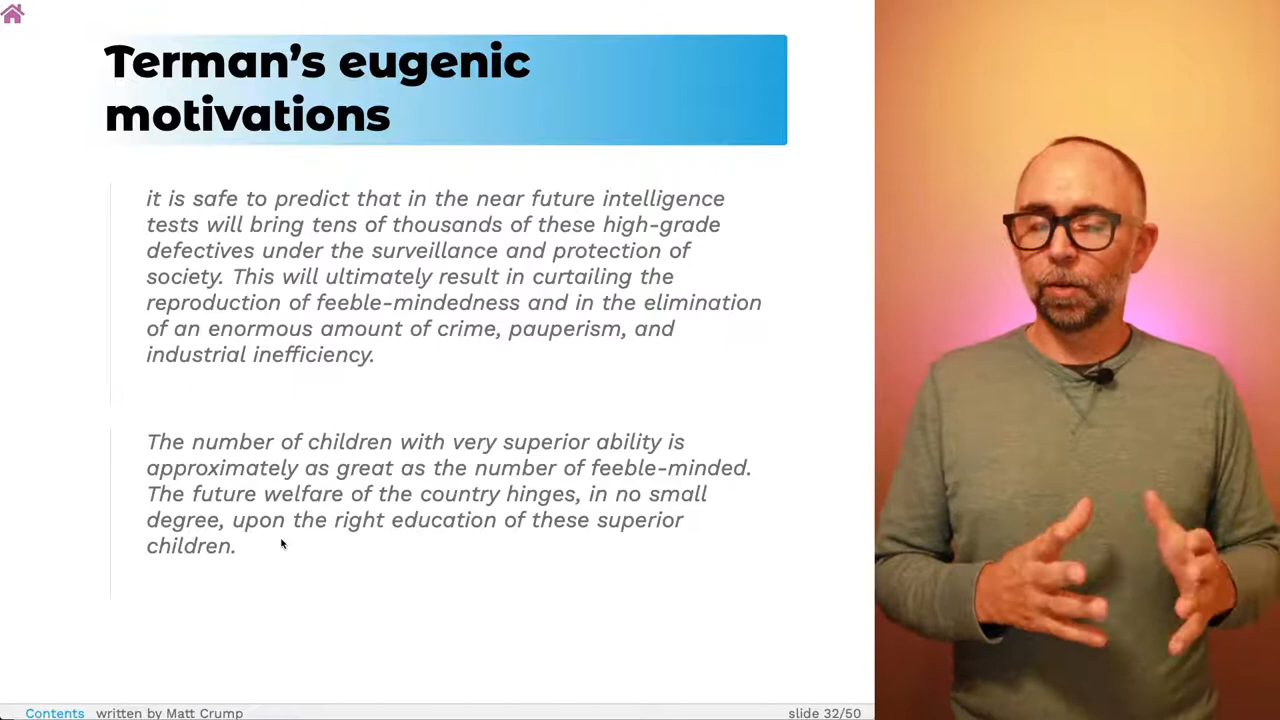 Terman’s eugenic
motivations
it is safe to predict that in the near future intelligence
tests will bring tens of thousands of these high-grade
defectives under the surveillance and protection of
society. This will ultimately result in curtailing the
reproduction of feeble-mindedness and in the elimination
of an enormous amount of crime, pauperism, and
industrial inefficiency.
The number of children with very superior ability is
approximately as great as the number of feeble-minded.
The future welfare of the country hinges, in no small
degree, upon the right education of these superior
children.
Contents written by Matt Crump slide 32/50